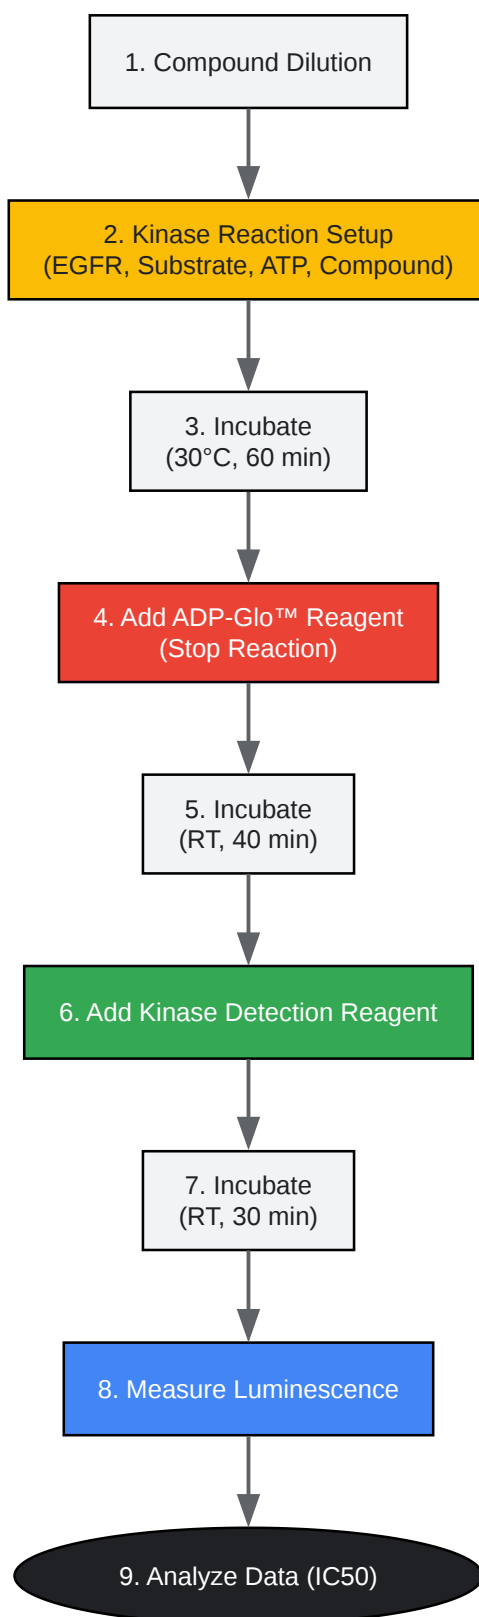 1. Compound Dilution
2. Kinase Reaction Setup
(EGFR, Substrate, ATP, Compound)
3. Incubate
(30°C, 60 min)
4. Add ADP-Glo™ Reagent
(Stop Reaction)
5. Incubate
(RT, 40 min)
6. Add Kinase Detection Reagent
7. Incubate
(RT, 30 min)
8. Measure Luminescence
9. Analyze Data (IC50)